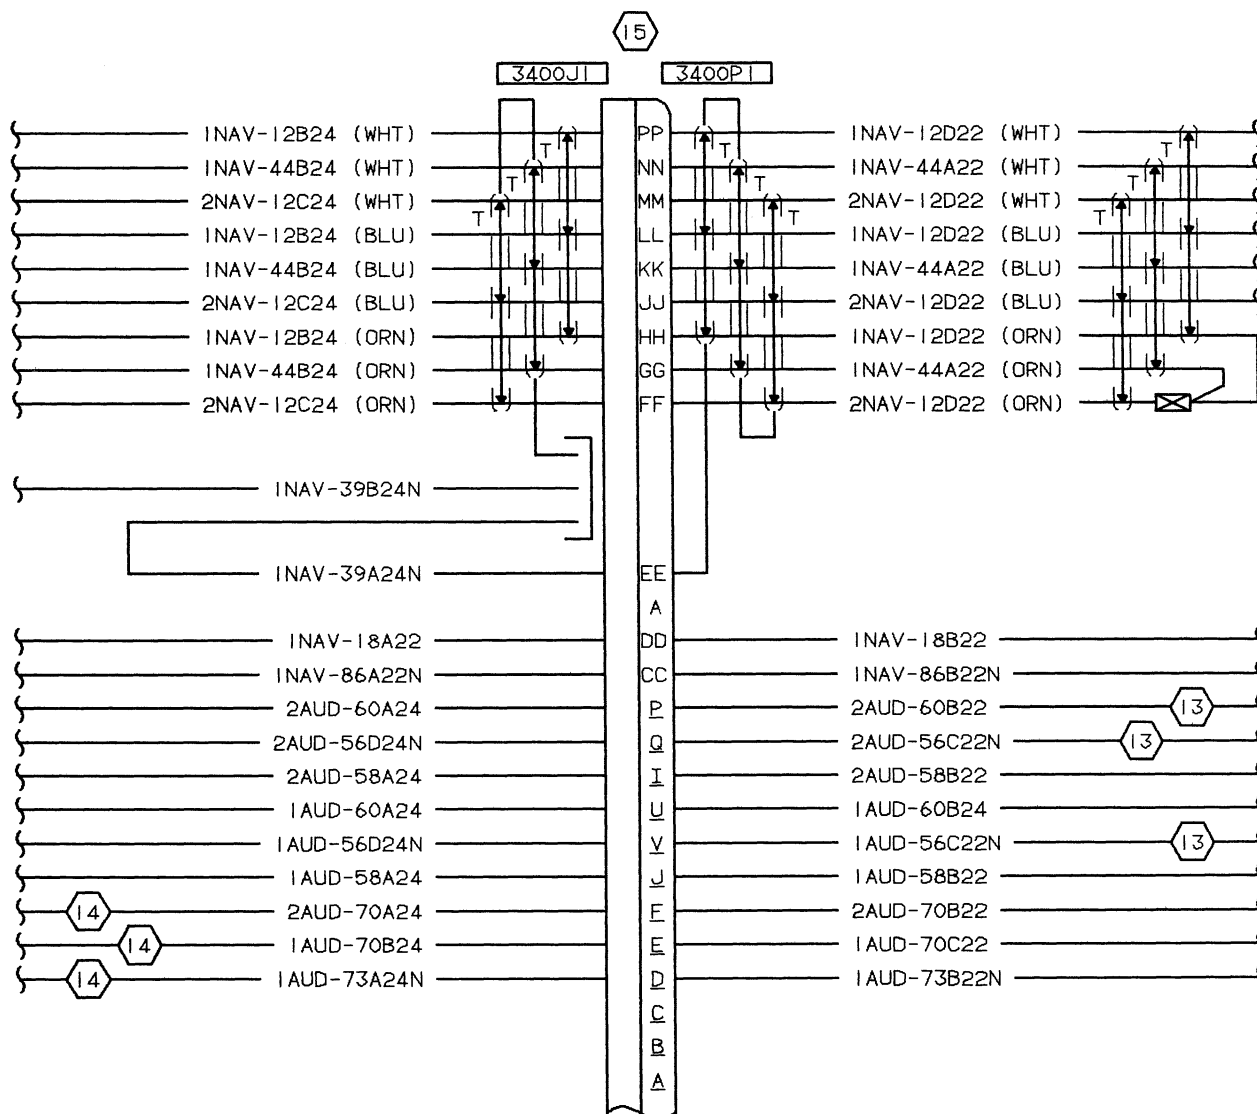 15
3400J1 3400P1
1NAV-12B24 (WHT) T PP 1NAV-12D22 (WHT)
1NAV-44B24 (WHT) T NN T 1NAV-44A22 (WHT) T
2NAV-12C24 (WHT) T MM T 2NAV-12D22 (WHT) T
1NAV-12B24 (BLU) LL 1NAV-12D22 (BLU)
1NAV-44B24 (BLU) KK 1NAV-44A22 (BLU)
2NAV-12C24 (BLU) JJ 2NAV-12D22 (BLU)
1NAV-12B24 (ORN) HH 1NAV-12D22 (ORN)
1NAV-44B24 (ORN) GG 1NAV-44A22 (ORN)
2NAV-12C24 (ORN) FF 2NAV-12D22 (ORN)
1NAV-39B24N
1NAV-39A24N EE
A
1NAV-18A22 DD 1NAV-18B22
1NAV-86A22N CC 1NAV-86B22N
2AUD-60A24 P 2AUD-60B22 13
2AUD-56D24N Q 2AUD-56C22N 13
2AUD-58A24 I 2AUD-58B22
1AUD-60A24 U 1AUD-60B24
1AUD-56D24N V 1AUD-56C22N 13
1AUD-58A24 J 1AUD-58B22
14 2AUD-70A24 F 2AUD-70B22
14 1AUD-70B24 E 1AUD-70C22
14 1AUD-73A24N D 1AUD-73B22N
C
B
A